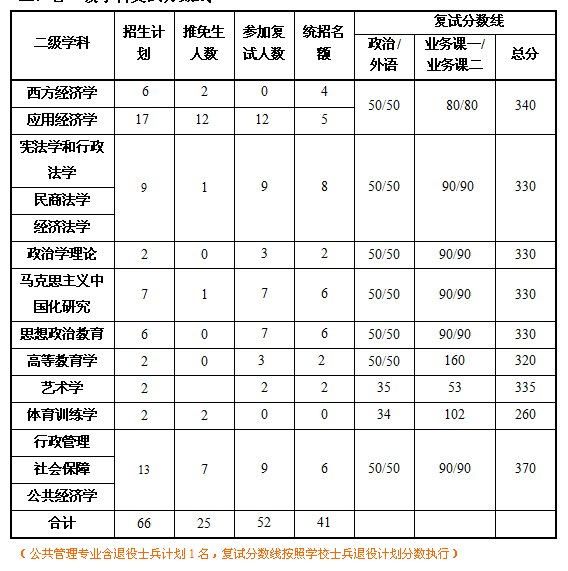 二级学科 招生计划 推免生人数 参加复试人数 统招名额 复试分数线
政治/外语 业务课一/业务课二 总分
西方经济学 6 2 0 4 50/50 80/80 340
应用经济学 17 12 12 5
宪法学和行政法学 9 1 9 8 50/50 90/90 330
民商法学
经济法学
政治学理论 2 0 3 2 50/50 90/90 330
马克思主义中国化研究 7 1 7 6 50/50 90/90 330
思想政治教育 6 0 7 6 50/50 90/90 330
高等教育学 2 0 3 2 50/50 160 320
艺术学 2 2 2 35 53 335
体育训练学 2 2 0 0 34 102 260
行政管理 13 7 9 6 50/50 90/90 370
社会保障
公共经济学
合计 66 25 52 41
（公共管理专业含退役士兵计划1名，复试分数线按照学校士兵退役计划分数执行）